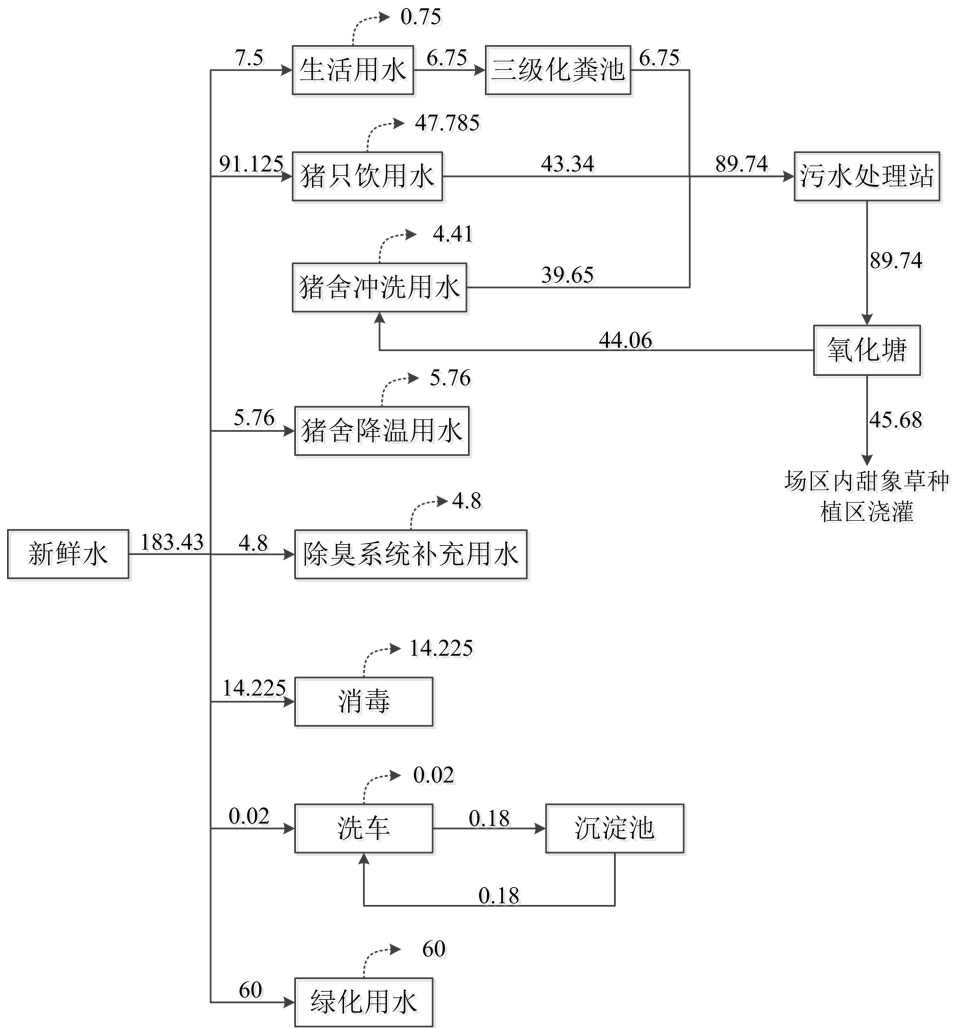 0.75
7.5
生活用水
6.75
三级化粪池
6.75
47.785
91.125
猪只饮用水
43.34
89.74
污水处理站
4.41
猪舍冲洗用水
39.65
89.74
44.06
氧化塘
5.76
5.76
猪舍降温用水
45.68
场区内甜象草种
植区浇灌
4.8
新鲜水
183.43
4.8
除臭系统补充用水
14.225
14.225
消毒
0.02
0.02
洗车
0.18
沉淀池
0.18
60
60
绿化用水